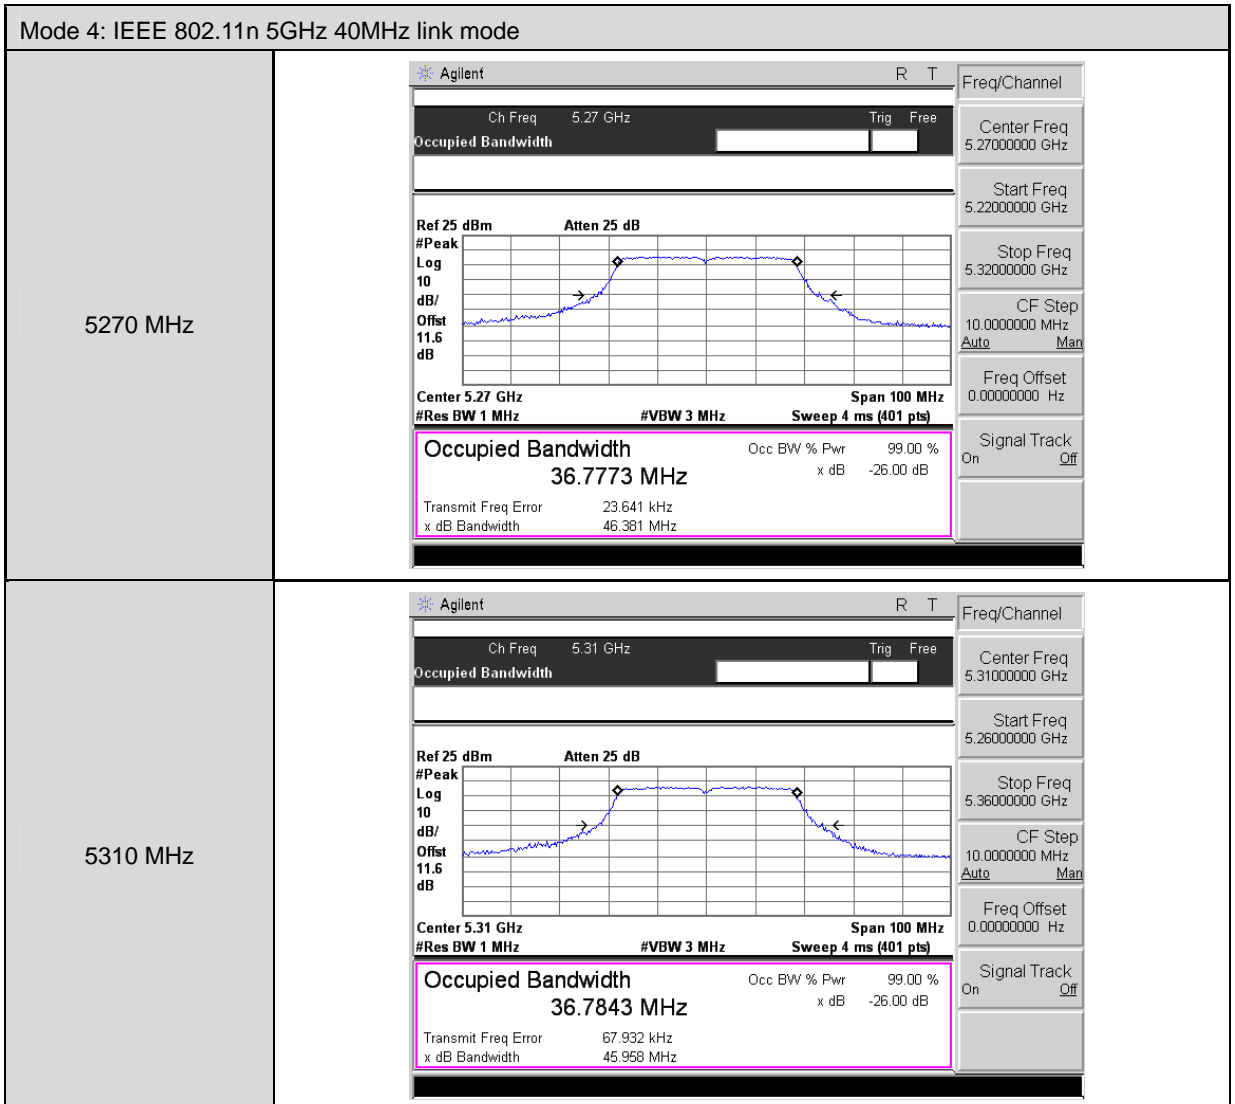 Mode 4: IEEE 802.11n 5GHz 40MHz link mode
5270 MHz
Agilent R T
Freq/Channel
Ch Freq 5.27 GHz Trig Free
Occupied Bandwidth
Center Freq
5.27000000 GHz
Start Freq
5.22000000 GHz
Stop Freq
5.32000000 GHz
CF Step
10.0000000 MHz
Auto Man
Freq Offset
0.00000000 Hz
Signal Track
On Off
Ref 25 dBm Atten 25 dB
#Peak
Log
10
dB/
Offst
11.6
dB
Center 5.27 GHz Span 100 MHz
#Res BW 1 MHz #VBW 3 MHz Sweep 4 ms (401 pts)
Occupied Bandwidth Occ BW % Pwr 99.00 %
36.7773 MHz x dB -26.00 dB
Transmit Freq Error 23.641 kHz
x dB Bandwidth 46.381 MHz
5310 MHz
Agilent R T
Freq/Channel
Ch Freq 5.31 GHz Trig Free
Occupied Bandwidth
Center Freq
5.31000000 GHz
Start Freq
5.26000000 GHz
Stop Freq
5.36000000 GHz
CF Step
10.0000000 MHz
Auto Man
Freq Offset
0.00000000 Hz
Signal Track
On Off
Ref 25 dBm Atten 25 dB
#Peak
Log
10
dB/
Offst
11.6
dB
Center 5.31 GHz Span 100 MHz
#Res BW 1 MHz #VBW 3 MHz Sweep 4 ms (401 pts)
Occupied Bandwidth Occ BW % Pwr 99.00 %
36.7843 MHz x dB -26.00 dB
Transmit Freq Error 67.932 kHz
x dB Bandwidth 45.958 MHz